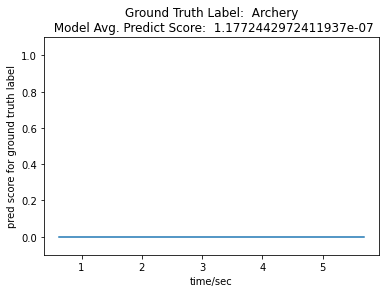 Ground Truth Label:  Archery
Model Avg. Predict Score:  1.1772442972411937e-07
1.0
0.8
0.6
0.4
0.2
0.0
pred score for ground truth label
1 2 3 4 5
time/sec